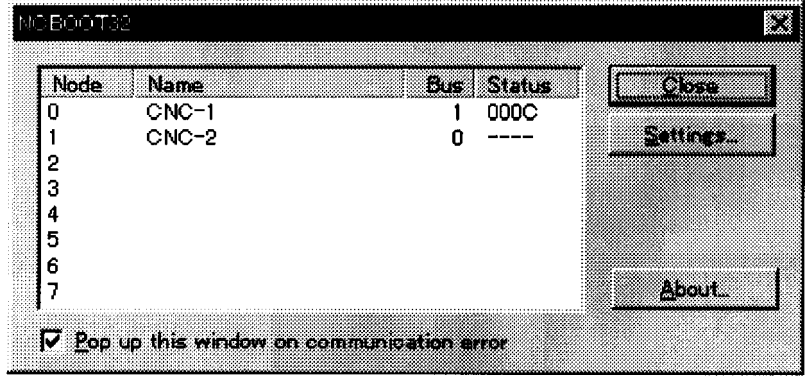 NCBOOT32
Node Name Bus Status
0 CNC-1 1 000C
1 CNC-2 0 ----
2
3
4
5
6
7
Close
Settings...
About...
Pop up this window on communication error